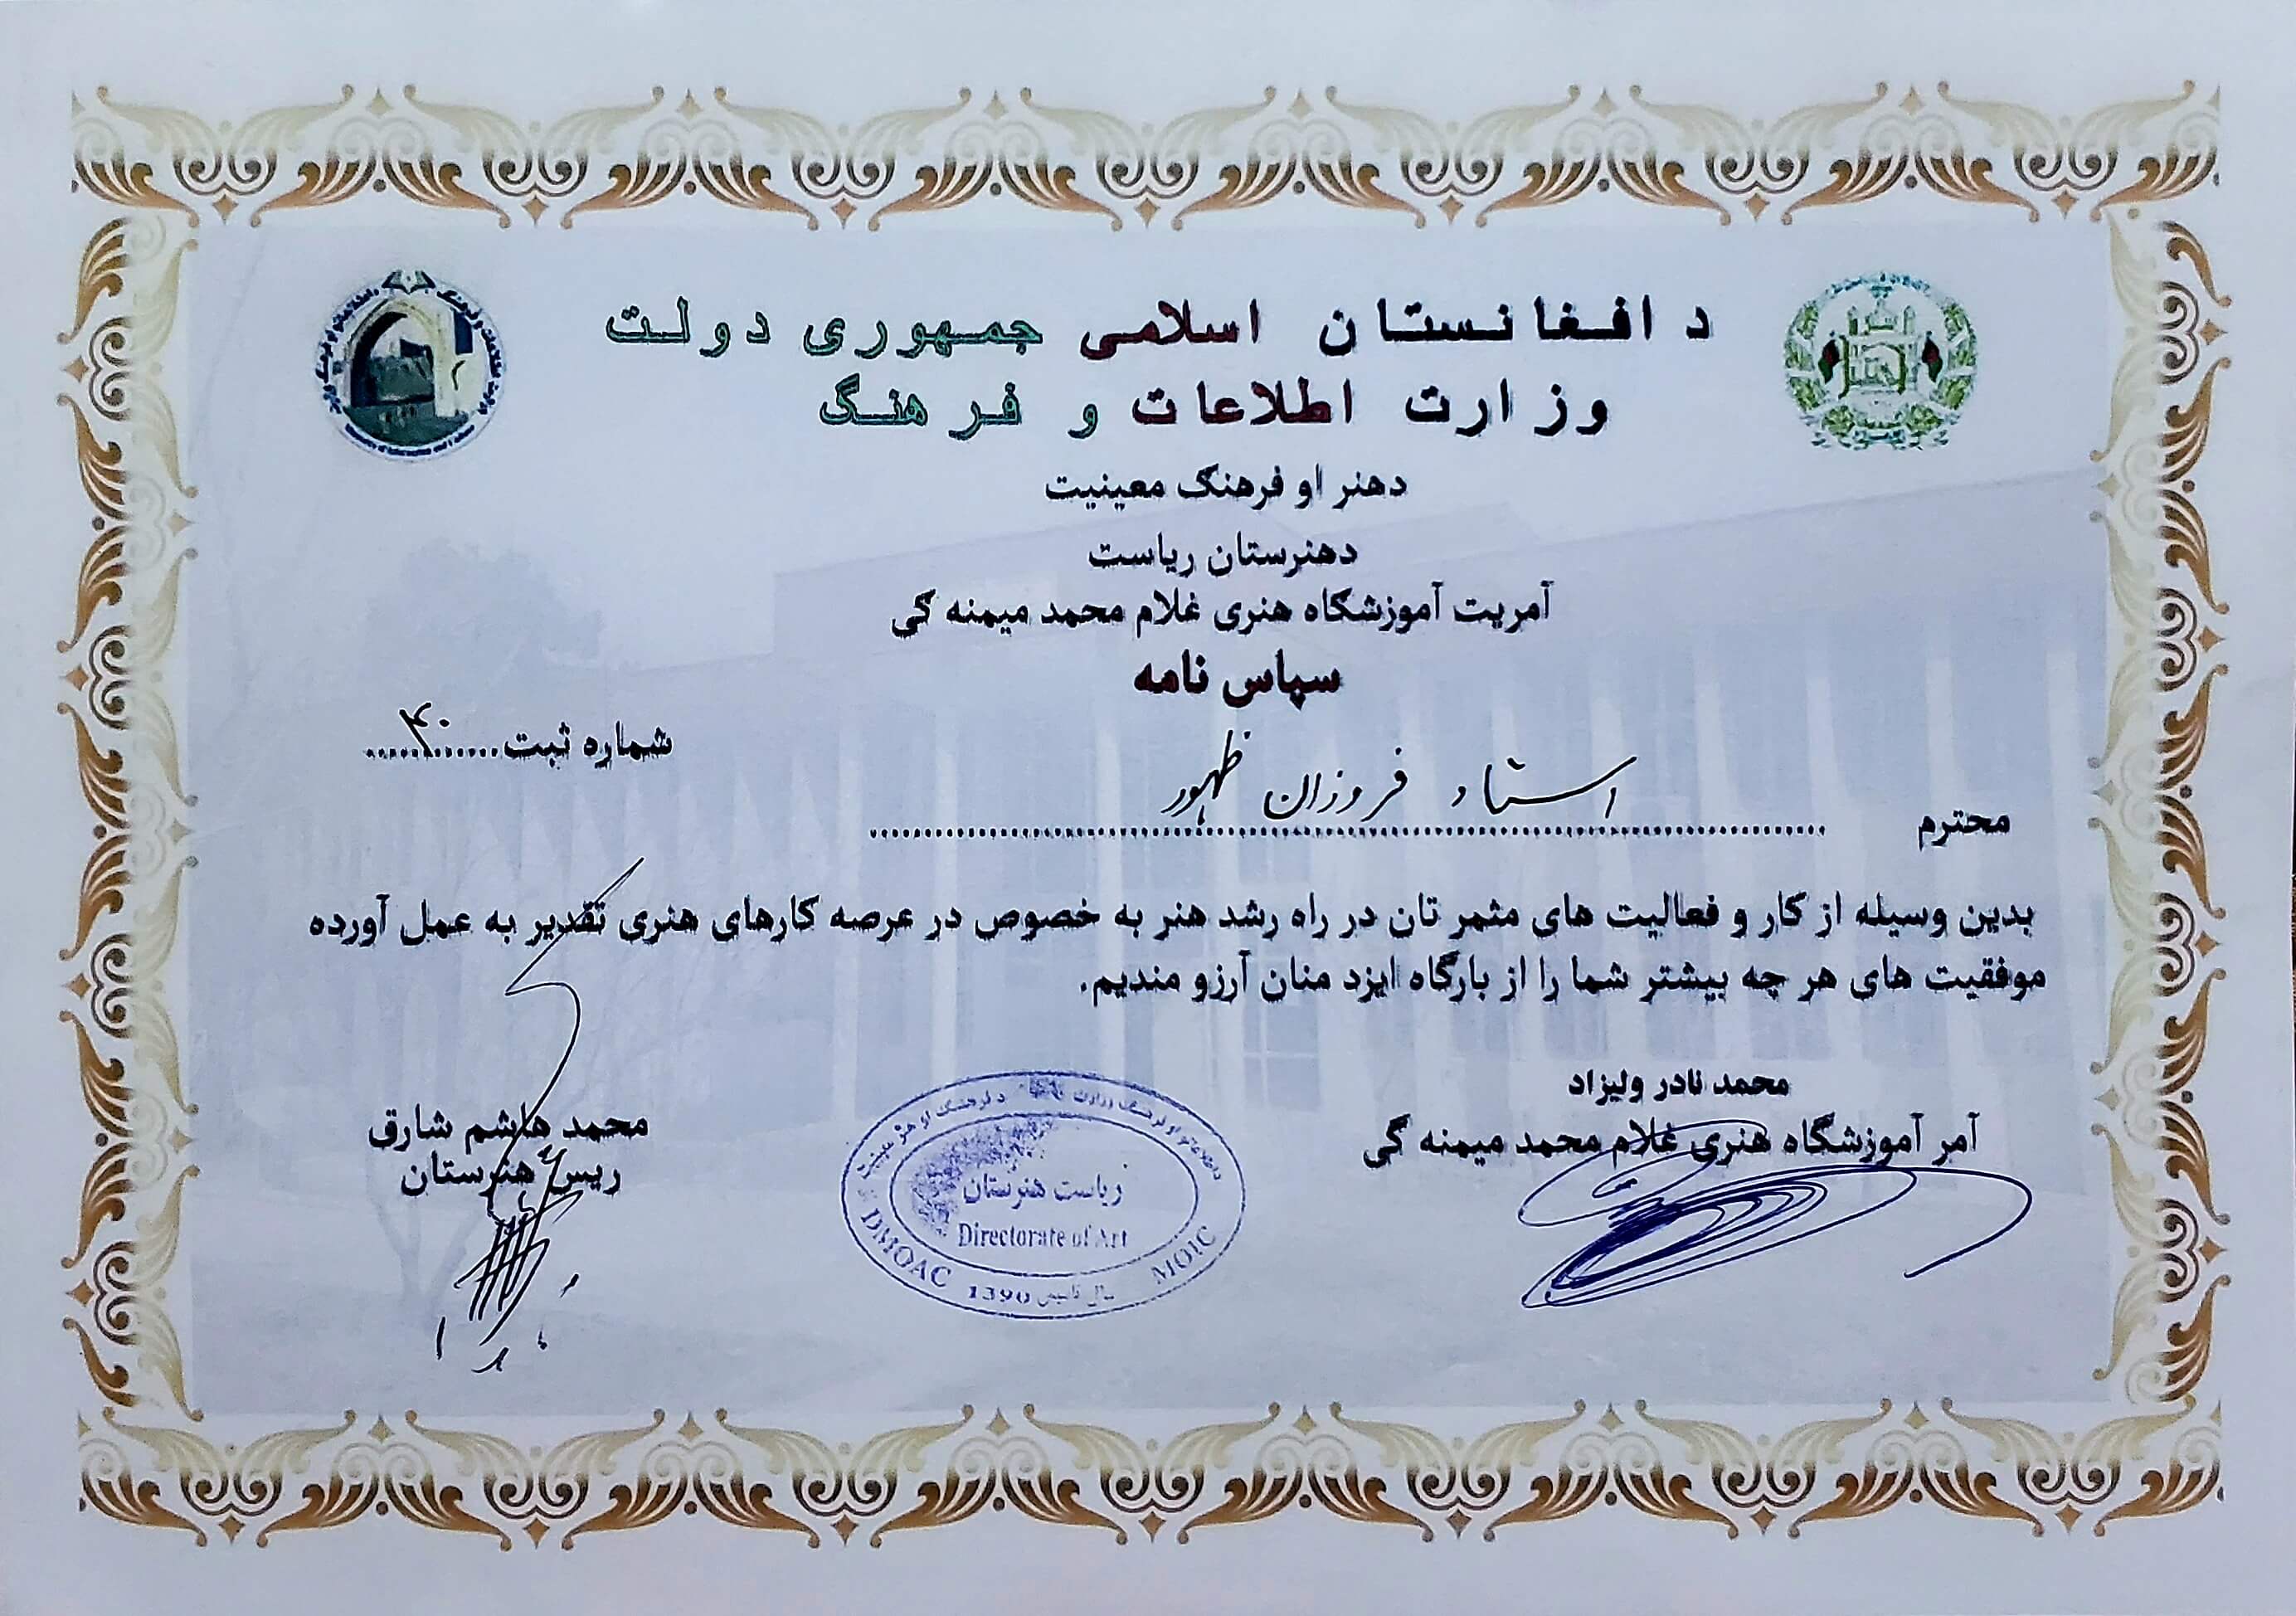 د افغانستان اسلامی جمهوری دولت
وزارت اطلاعات و فرهنگ
دهنر او فرهنگ معینیت
دهنرستان ریاست
آمریت آموزشگاه هنری غلام محمد میمنه گی
سپاس نامه
شماره ثبت............۴۰
محترم استاد فروزان ظهور
بدین وسیله از کار و فعالیت های مثمر تان در راه رشد هنر به خصوص در عرصه کارهای هنری تقدیر به عمل آورده
موفقیت های هر چه بیشتر شما را از بارگاه ایزد منان آرزو مندیم.
محمد نادر ولیزاد
آمر آموزشگاه هنری غلام محمد میمنه گی
محمد هاشم شارق
ریس هنرستان
ریاست هنرستان
Directorate of Art
DMOAC 1390 سال تاسیس MOIC